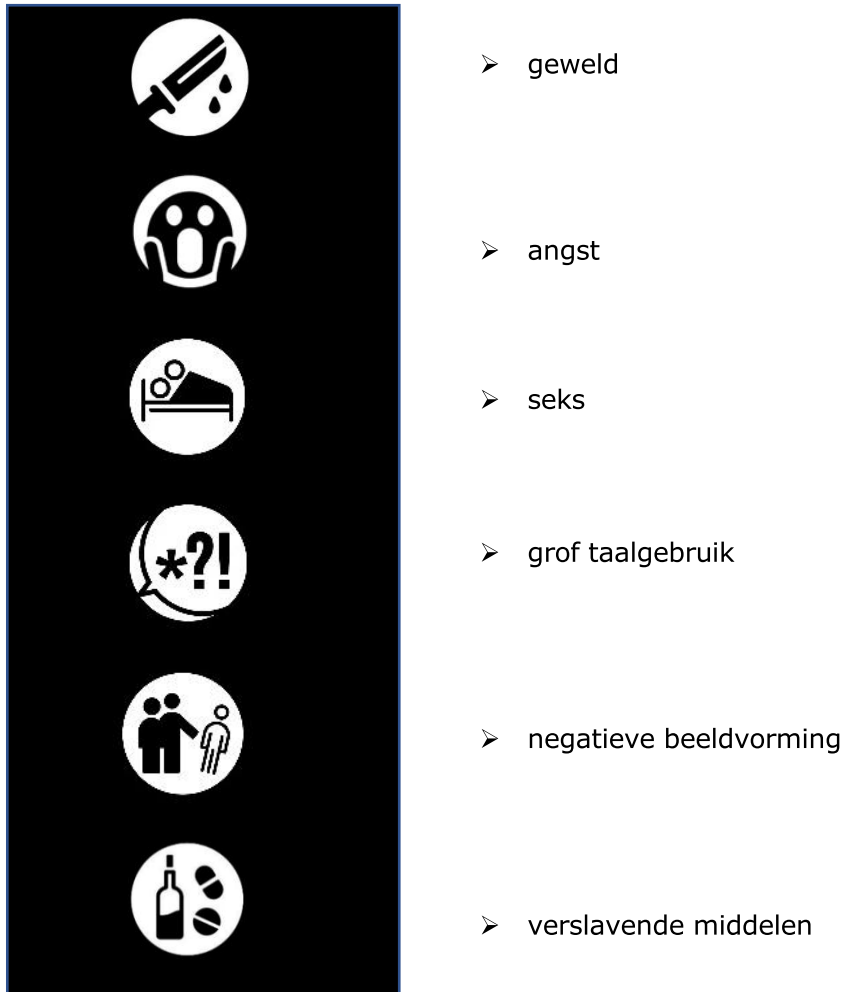 ➢ geweld
➢ angst
➢ seks
*?!
➢ grof taalgebruik
➢ negatieve beeldvorming
➢ verslavende middelen